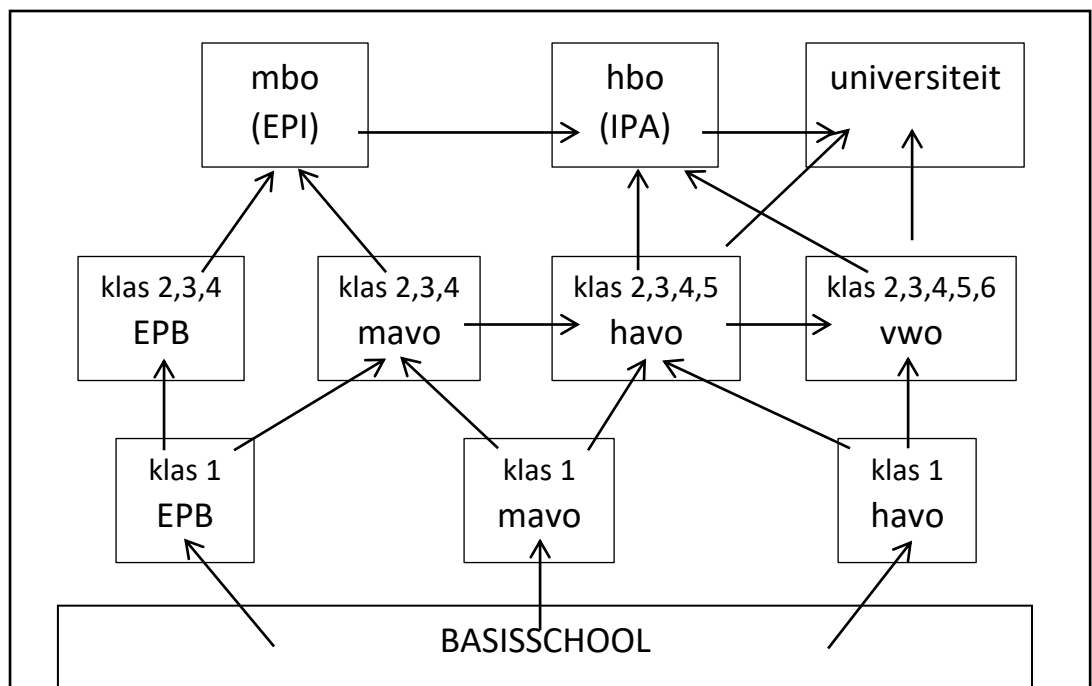 mbo
(EPI)
hbo
(IPA)
universiteit
klas 2,3,4
EPB
klas 2,3,4
mavo
klas 2,3,4,5
havo
klas 2,3,4,5,6
vwo
klas 1
EPB
klas 1
mavo
klas 1
havo
BASISSCHOOL